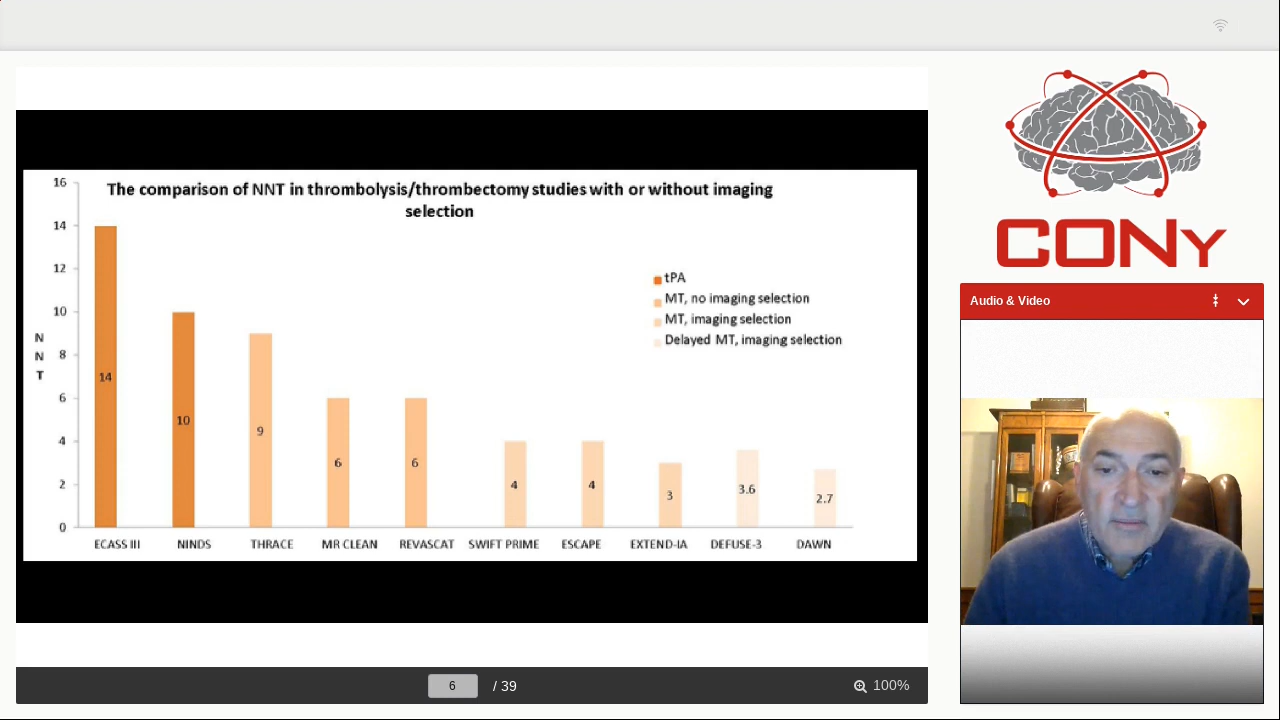 The comparison of NNT in thrombolysis/thrombectomy studies with or without imaging
selection
16
14
12
10
8
6
4
2
0
N
N
T
tPA
MT, no imaging selection
MT, imaging selection
Delayed MT, imaging selection
14
10
9
6
6
4
4
3
3.6
2.7
ECASS III NINDS THRACE MR CLEAN REVASCAT SWIFT PRIME ESCAPE EXTEND-IA DEFUSE-3 DAWN
6 / 39
100%
CONy
Audio & Video